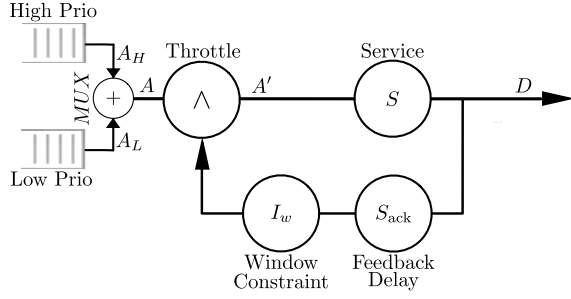 High Prio
A_H
MUX
+
A
A_L
Low Prio
Throttle
∧
A′
Service
S
D
I_w
Window
Constraint
S_ack
Feedback
Delay